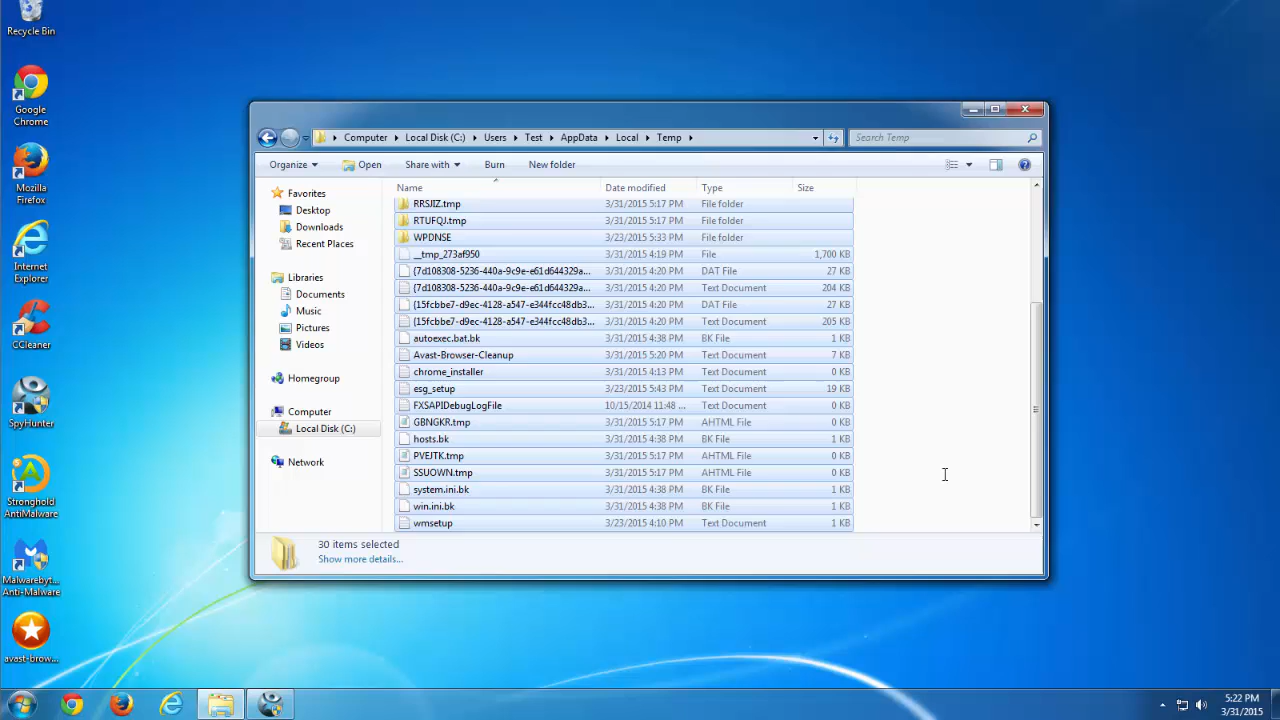 Recycle Bin
Google
Chrome
Mozilla
Firefox
Internet
Explorer
CCleaner
SpyHunter
Stronghold
AntiMalware
Malwareby...
Anti-Malware
avast-brow...
Computer Local Disk (C:) Users Test AppData Local Temp
Search Temp
Organize Open Share with Burn New folder
Favorites
Desktop
Downloads
Recent Places
Libraries
Documents
Music
Pictures
Videos
Homegroup
Computer
Local Disk (C:)
Network
Name Date modified Type Size
RRSJIZ.tmp 3/31/2015 5:17 PM File folder
RTUFQJ.tmp 3/31/2015 5:17 PM File folder
WPDNSE 3/23/2015 5:33 PM File folder
__tmp_273af950 3/31/2015 4:19 PM File 1,700 KB
{7d108308-5236-440a-9c9e-e61d644329a... 3/31/2015 4:20 PM DAT File 27 KB
{7d108308-5236-440a-9c9e-e61d644329a... 3/31/2015 4:20 PM Text Document 204 KB
{15fcbbe7-d9ec-4128-a547-e344fcc48db3... 3/31/2015 4:20 PM DAT File 27 KB
{15fcbbe7-d9ec-4128-a547-e344fcc48db3... 3/31/2015 4:20 PM Text Document 205 KB
autoexec.bat.bk 3/31/2015 4:38 PM BK File 1 KB
Avast-Browser-Cleanup 3/31/2015 5:20 PM Text Document 7 KB
chrome_installer 3/31/2015 4:13 PM Text Document 0 KB
esg_setup 3/23/2015 5:43 PM Text Document 19 KB
FXSAPIDebugLogFile 10/15/2014 11:48 ... Text Document 0 KB
GBNGKR.tmp 3/31/2015 5:17 PM AHTML File 0 KB
hosts.bk 3/31/2015 4:38 PM BK File 1 KB
PVEJTK.tmp 3/31/2015 5:17 PM AHTML File 0 KB
SSUOWN.tmp 3/31/2015 5:17 PM AHTML File 0 KB
system.ini.bk 3/31/2015 4:38 PM BK File 1 KB
win.ini.bk 3/31/2015 4:38 PM BK File 1 KB
wmsetup 3/23/2015 4:10 PM Text Document 1 KB
30 items selected
Show more details...
5:22 PM
3/31/2015